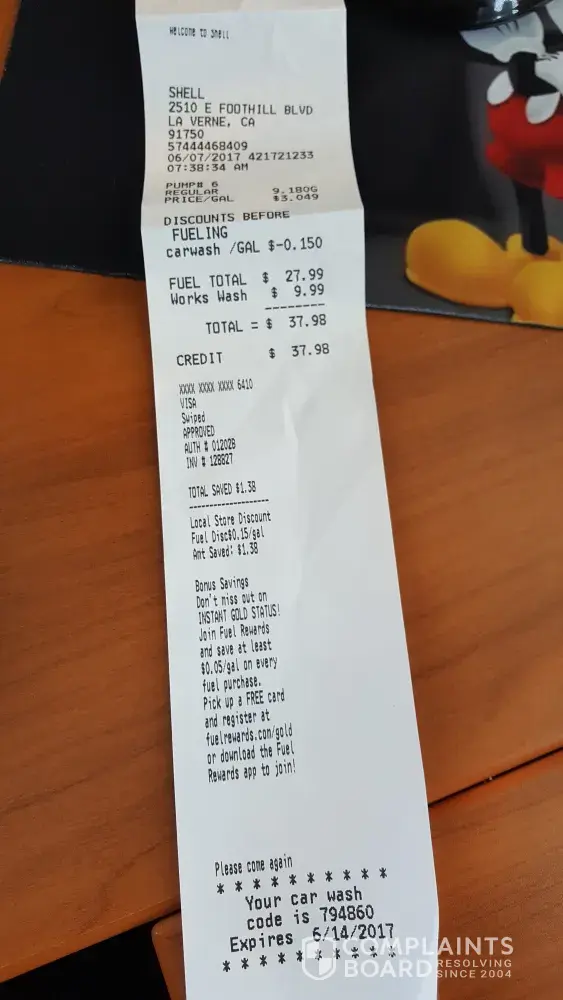 Welcome to Shell
SHELL
2510 E FOOTHILL BLVD
LA VERNE, CA
91750
57444468409
06/07/2017 421721233
07:38:34 AM
PUMP# 6
REGULAR 9.180G
PRICE/GAL $3.049
DISCOUNTS BEFORE
FUELING
carwash /GAL $-0.150
FUEL TOTAL $ 27.99
Works Wash $ 9.99
--------
TOTAL = $ 37.98
CREDIT $ 37.98
XXXX XXXX XXXX 6410
VISA
Swiped
APPROVED
AUTH # 01202B
INV # 128827
TOTAL SAVED $1.38
--------------------
Local Store Discount
Fuel Disc$0.15/gal
Amt Saved: $1.38
Bonus Savings
Don't miss out on
INSTANT GOLD STATUS!
Join Fuel Rewards
and save at least
$0.05/gal on every
fuel purchase.
Pick up a FREE card
and register at
fuelrewards.com/gold
or download the Fuel
Rewards app to join!
Please come again
* * * * * * * * * *
Your car wash
code is 794860
Expires 6/14/2017
* * * * * * * * * *
COMPLAINTS
BOARD RESOLVING
SINCE 2004